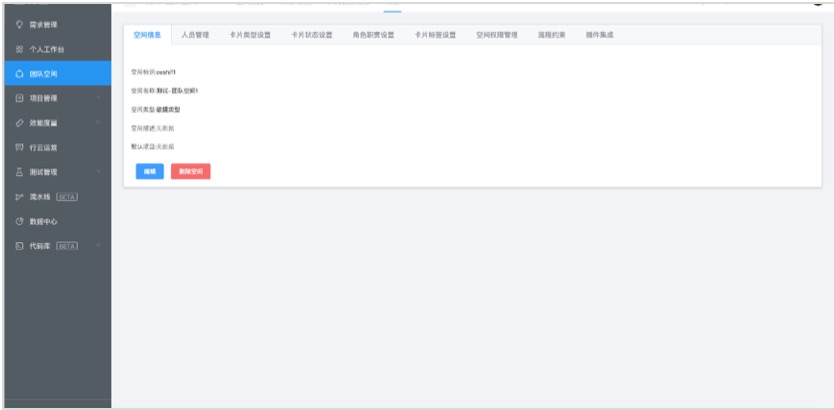 需求管理
个人工作台
团队空间
项目管理
效能度量
行云运营
测试管理
流水线 BETA
数据中心
代码库 BETA
空间信息 人员管理 卡片类型设置 卡片状态设置 角色职责设置 卡片标签设置 空间权限管理 流程约束 插件集成
空间标识:ceshi11
空间名称:测试-团队空间1
空间类型:敏捷类型
空间描述:无数据
默认项目:无数据
编辑 删除空间